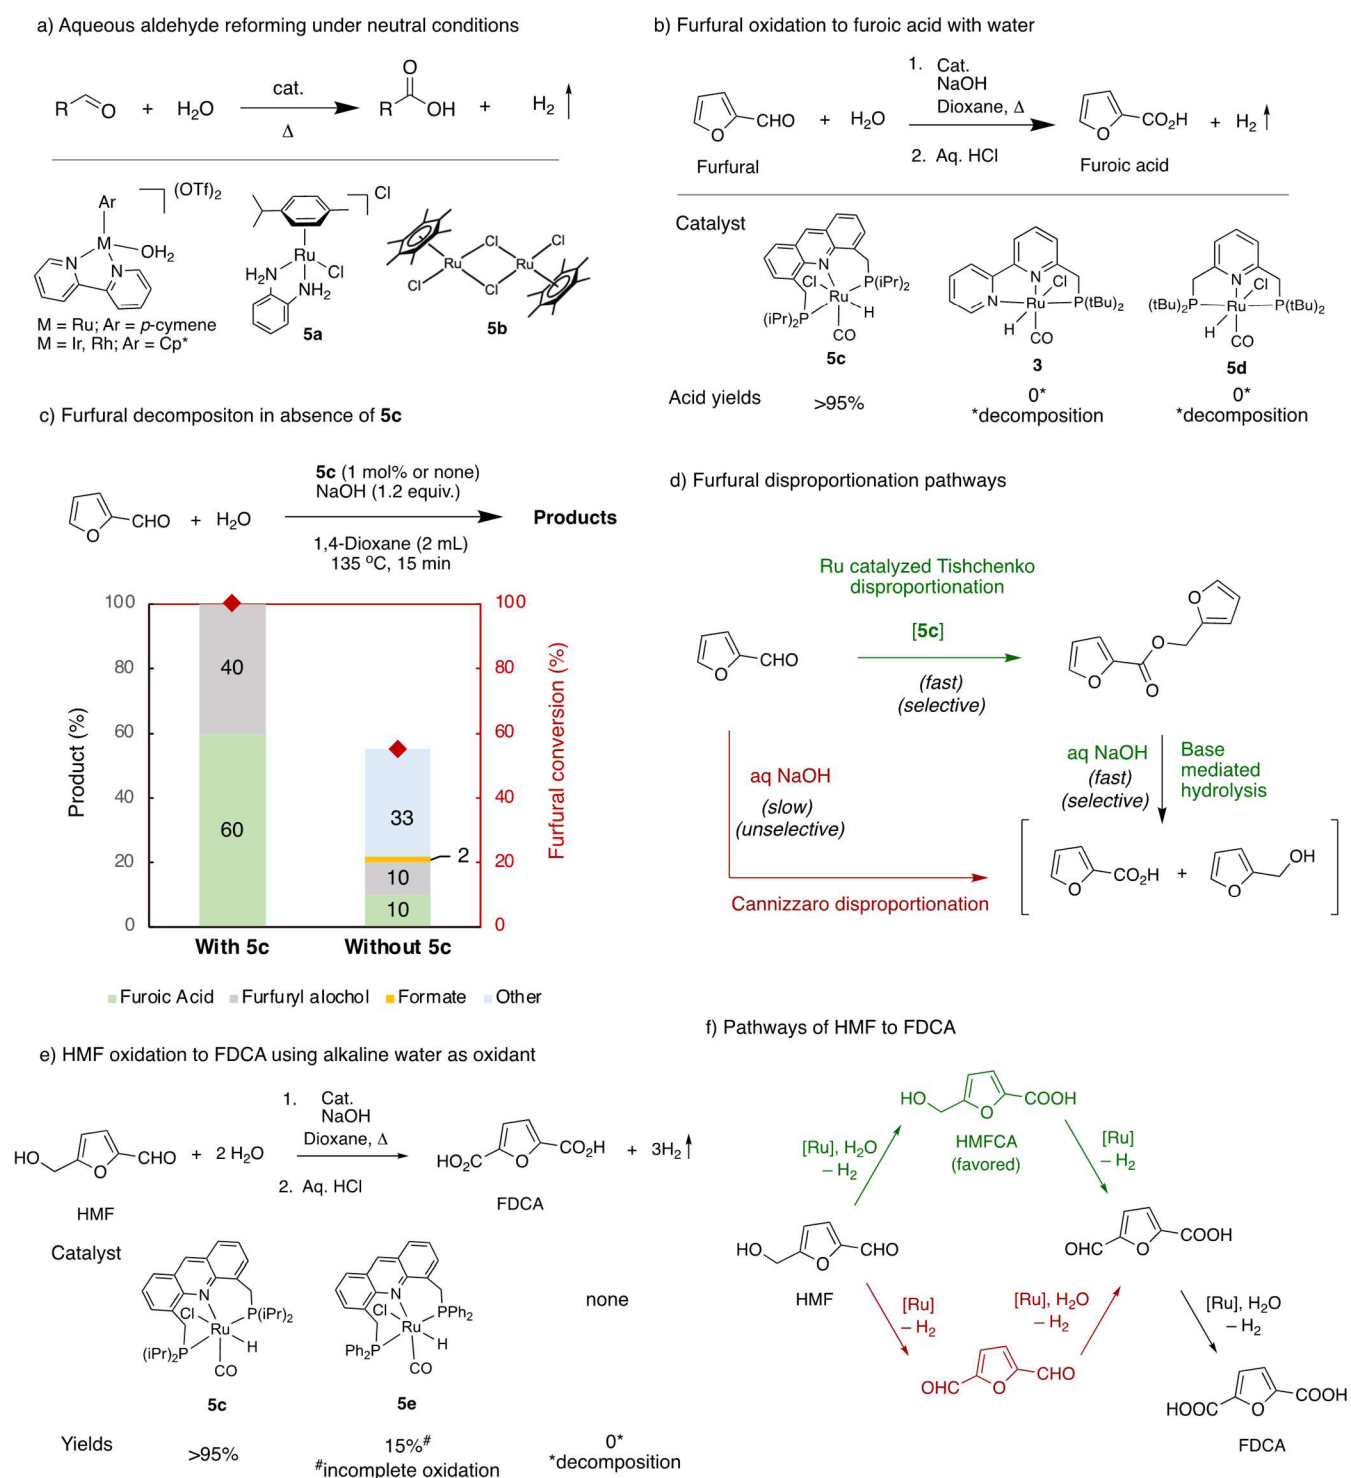 a) Aqueous aldehyde reforming under neutral conditions
R O + H₂O cat. Δ R O OH + H₂
Ar
](OTf)₂
M
OH₂
N
N
M = Ru; Ar = p-cymene
M = Ir, Rh; Ar = Cp*
] Cl
Ru
Cl
H₂N
NH₂
5a
Cl
Cl
Ru
Ru
Cl
Cl
5b
b) Furfural oxidation to furoic acid with water
1. Cat.
NaOH
Dioxane, Δ
O CHO + H₂O
O CO₂H + H₂
2. Aq. HCl
Furfural
Furoic acid
Catalyst
N
Cl
P(iPr)₂
Ru
H
(iPr)₂P
CO
5c
N
Cl
N
Ru
P(tBu)₂
H
CO
3
N
Cl
(tBu)₂P
Ru
P(tBu)₂
H
CO
5d
Acid yields
>95%
0*
*decomposition
0*
*decomposition
c) Furfural decompositon in absence of 5c
5c (1 mol% or none)
NaOH (1.2 equiv.)
O CHO + H₂O
Products
1,4-Dioxane (2 mL)
135 ºC, 15 min
100
80
60
40
20
0
Product (%)
40
60
33
2
10
10
100
80
60
40
20
0
Furfural conversion (%)
With 5c
Without 5c
Furoic Acid
Furfuryl alochol
Formate
Other
d) Furfural disproportionation pathways
Ru catalyzed Tishchenko
disproportionation
[5c]
O CHO
(fast)
(selective)
O
O
O
O
aq NaOH
(slow)
(unselective)
Cannizzaro disproportionation
aq NaOH
(fast)
(selective)
Base
mediated
hydrolysis
O CO₂H + O OH
e) HMF oxidation to FDCA using alkaline water as oxidant
1. Cat.
NaOH
Dioxane, Δ
HO O CHO + 2 H₂O
HO₂C O CO₂H + 3H₂
2. Aq. HCl
HMF
FDCA
Catalyst
N
Cl
P(iPr)₂
Ru
H
(iPr)₂P
CO
5c
N
Cl
PPh₂
Ru
H
Ph₂P
CO
5e
none
Yields
>95%
15%#
#incomplete oxidation
0*
*decomposition
f) Pathways of HMF to FDCA
HO O COOH
HMFCA
(favored)
[Ru], H₂O
– H₂
[Ru]
– H₂
HO O CHO
HMF
OHC O COOH
[Ru]
– H₂
[Ru], H₂O
– H₂
OHC O CHO
[Ru], H₂O
– H₂
HOOC O COOH
FDCA